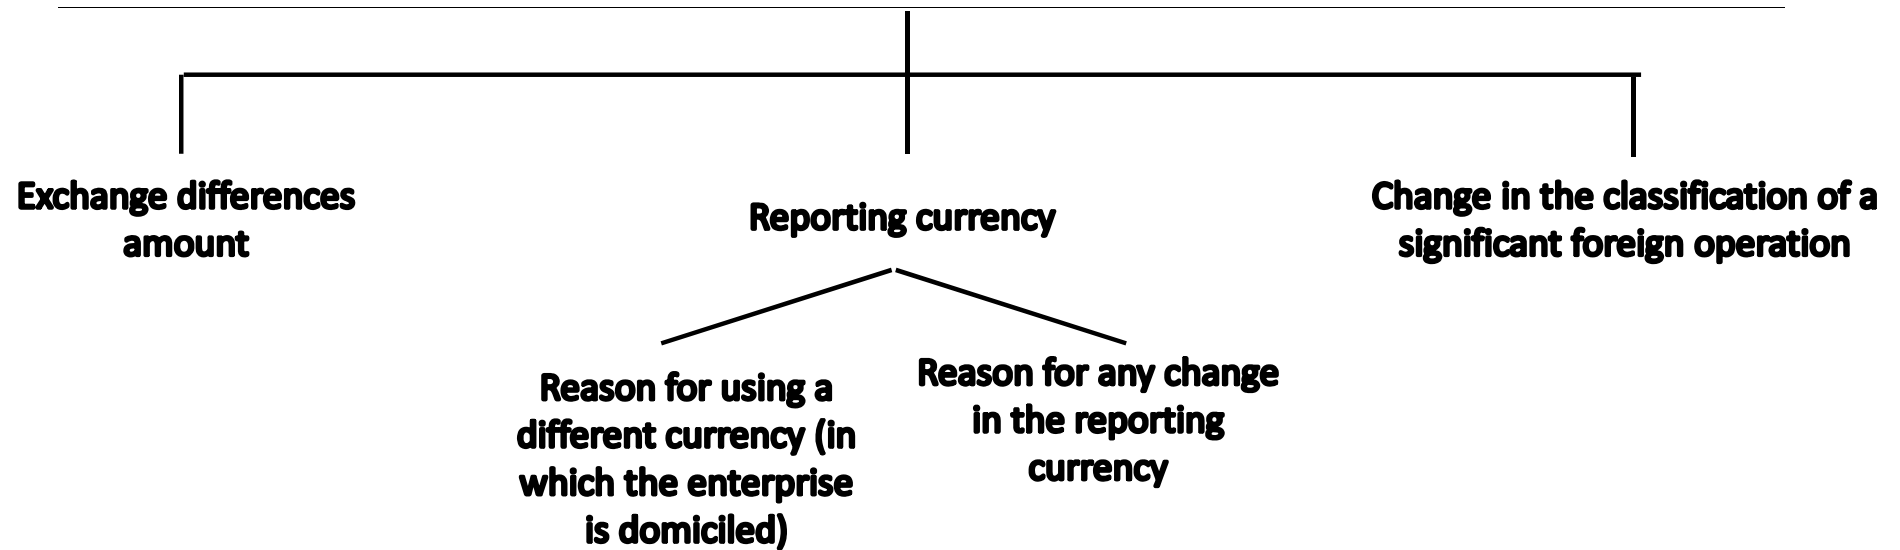 Exchange differences
amount
Reporting currency
Change in the classification of a
significant foreign operation
Reason for using a
different currency (in
which the enterprise
is domiciled)
Reason for any change
in the reporting
currency